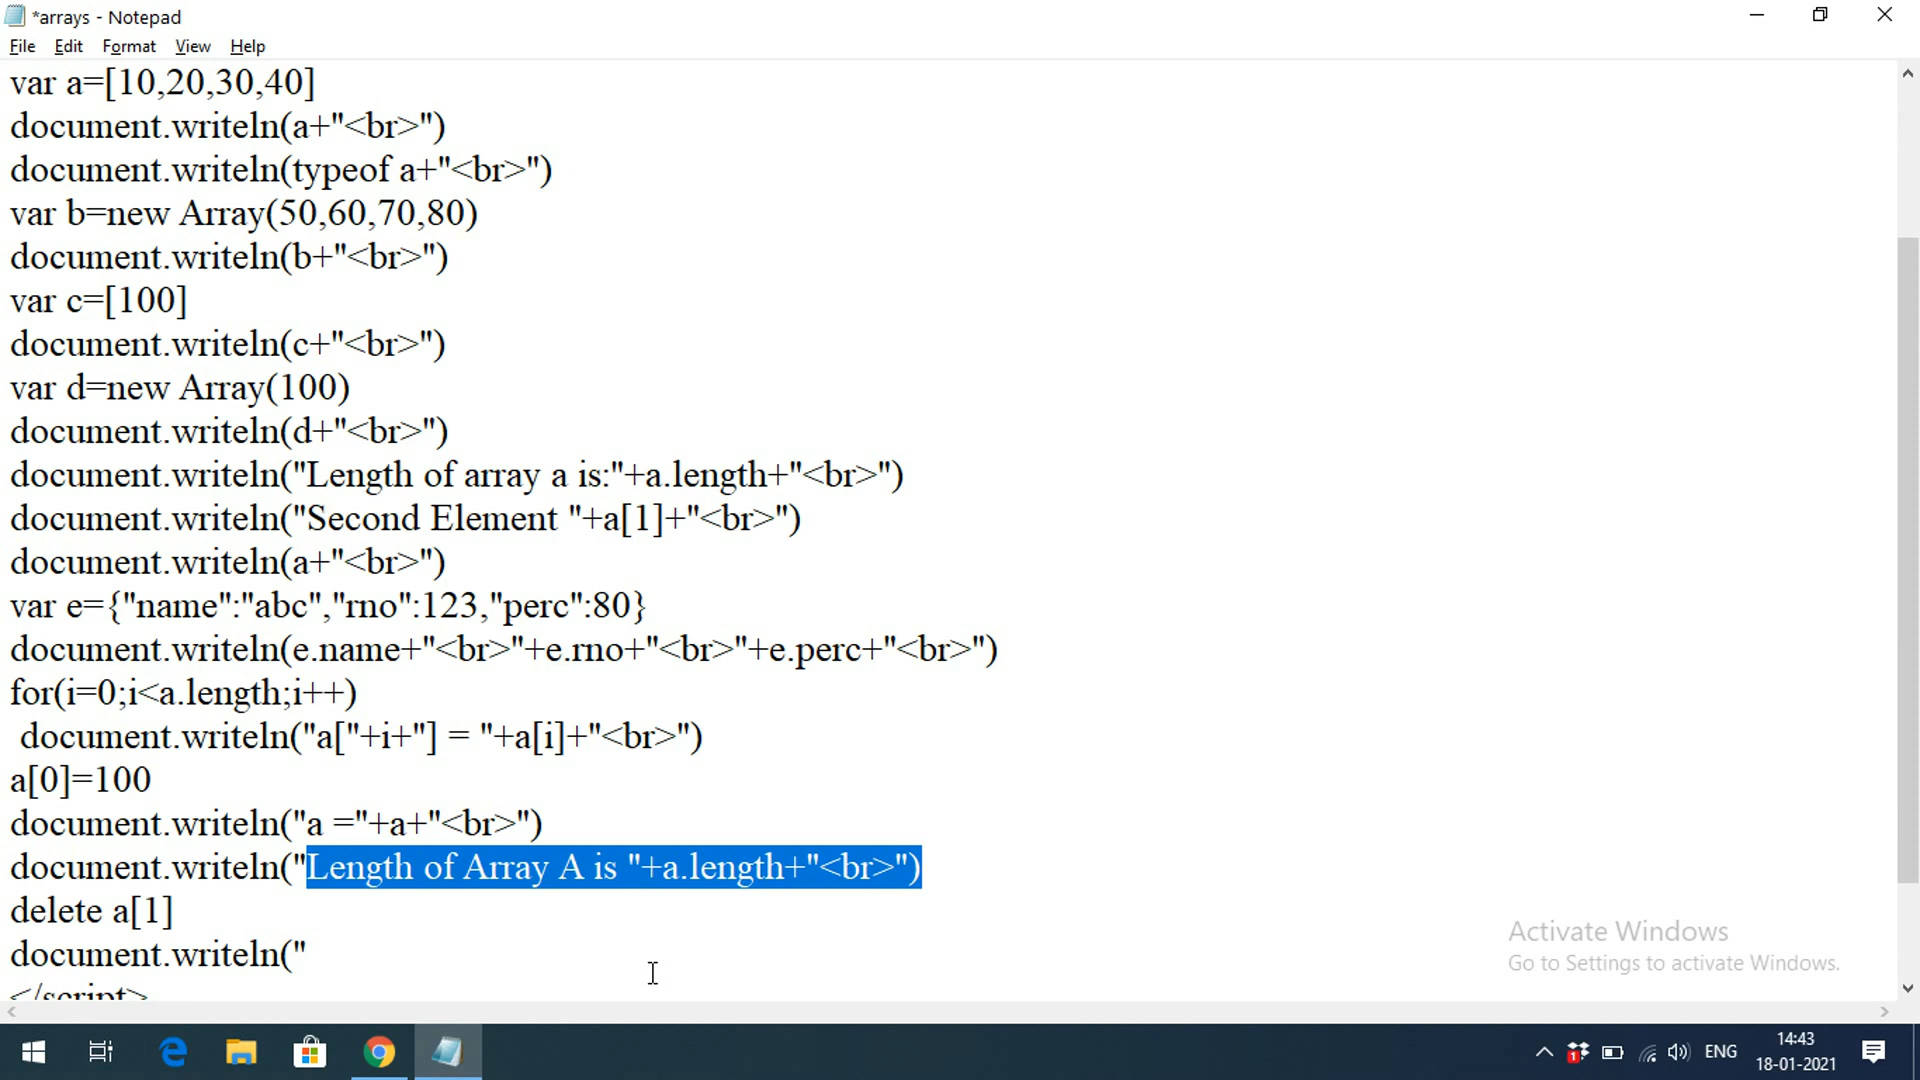 *arrays - Notepad
File Edit Format View Help
var a=[10,20,30,40]
document.writeln(a+"<br>")
document.writeln(typeof a+"<br>")
var b=new Array(50,60,70,80)
document.writeln(b+"<br>")
var c=[100]
document.writeln(c+"<br>")
var d=new Array(100)
document.writeln(d+"<br>")
document.writeln("Length of array a is:"+a.length+"<br>")
document.writeln("Second Element "+a[1]+"<br>")
document.writeln(a+"<br>")
var e={"name":"abc","rno":123,"perc":80}
document.writeln(e.name+"<br>"+e.rno+"<br>"+e.perc+"<br>")
for(i=0;i<a.length;i++)
 document.writeln("a["+i+"] = "+a[i]+"<br>")
a[0]=100
document.writeln("a ="+a+"<br>")
document.writeln("Length of Array A is "+a.length+"<br>")
delete a[1]
document.writeln("
</script>
Activate Windows
Go to Settings to activate Windows.
1
ENG
14:43
18-01-2021